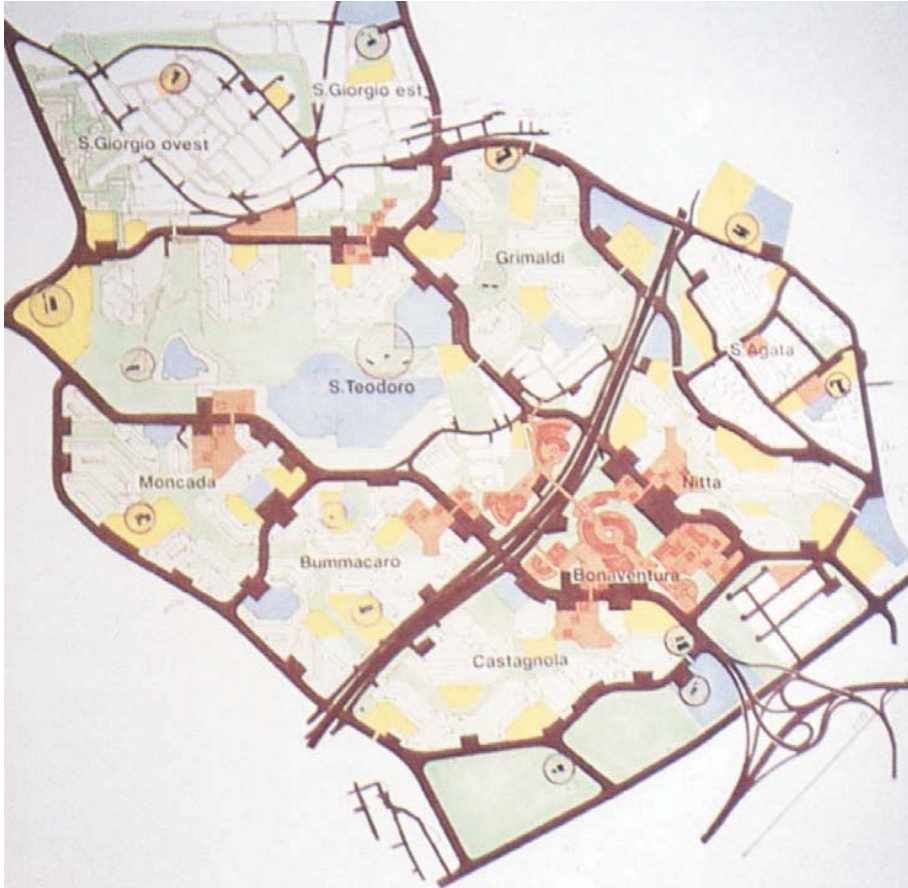 S.Giorgio est
S.Giorgio ovest
Grimaldi
S.Agata
S.Teodoro
Moncada
Nitta
Bummacaro
Bonaventura
Castagnola